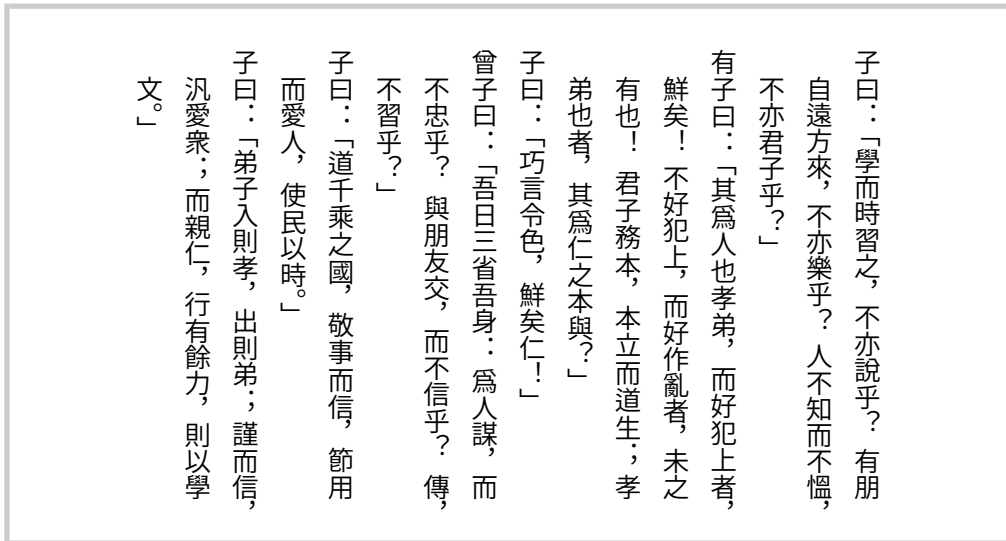 子曰：「學而時習之，不亦說乎？有朋
自遠方來，不亦樂乎？人不知而不慍，
不亦君子乎？」
有子曰：「其爲人也孝弟，而好犯上者，
鮮矣！不好犯上，而好作亂者，未之
有也！君子務本，本立而道生；孝
弟也者，其爲仁之本與？」
子曰：「巧言令色，鮮矣仁！」
曾子曰：「吾日三省吾身：爲人謀，而
不忠乎？與朋友交，而不信乎？傳，
不習乎？」
子曰：「道千乘之國，敬事而信，節用
而愛人，使民以時。」
子曰：「弟子入則孝，出則弟；謹而信，
汎愛衆；而親仁，行有餘力，則以學
文。」